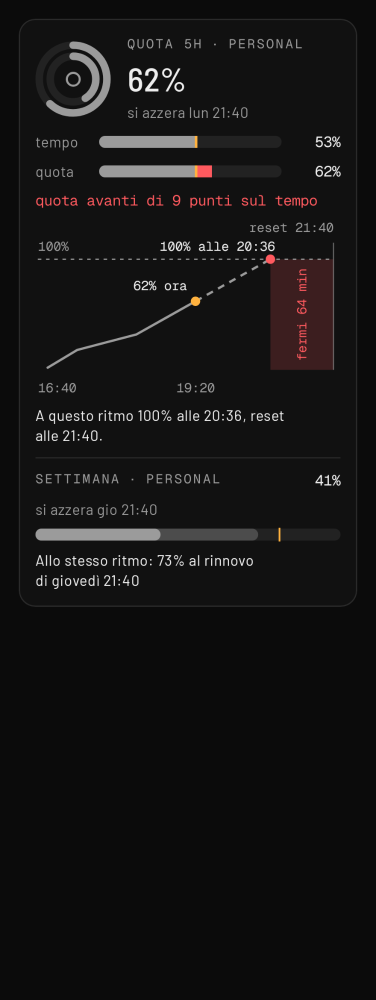 QUOTA 5H · PERSONAL
62%
si azzera lun 21:40
tempo 53%
quota 62%
quota avanti di 9 punti sul tempo
reset 21:40
100% 100% alle 20:36
62% ora
fermi 64 min
16:40 19:20
A questo ritmo 100% alle 20:36, reset
alle 21:40.
SETTIMANA · PERSONAL 41%
si azzera gio 21:40
Allo stesso ritmo: 73% al rinnovo
di giovedì 21:40